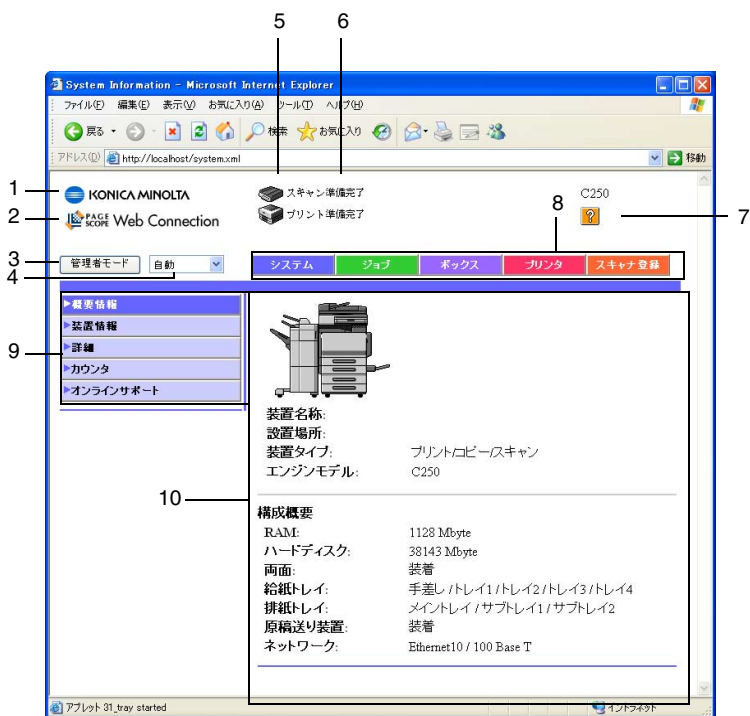 5 6
System Information - Microsoft Internet Explorer
ファイル(F) 編集(E) 表示(V) お気に入り(A) ツール(T) ヘルプ(H)
戻る 検索 お気に入り
アドレス(D) http://localhost/system.xml 移動
1 KONICA MINOLTA スキャン準備完了 C250
2 PAGE SCOPE Web Connection プリント準備完了 8 ? 7
3 管理者モード 自動 システム ジョブ ボックス プリンタ スキャナ登録
4
概要情報
装置情報
9 詳細
カウンタ
オンラインサポート
装置名称:
設置場所:
装置タイプ: プリント/コピー/スキャン
エンジンモデル: C250
10
構成概要
RAM: 1128 Mbyte
ハードディスク: 38143 Mbyte
両面: 装着
給紙トレイ: 手差し/トレイ1/トレイ2/トレイ3/トレイ4
排紙トレイ: メイントレイ/サブトレイ1/サブトレイ2
原稿送り装置: 装着
ネットワーク: Ethernet10 / 100 Base T
アプレット 31_tray started イントラネット